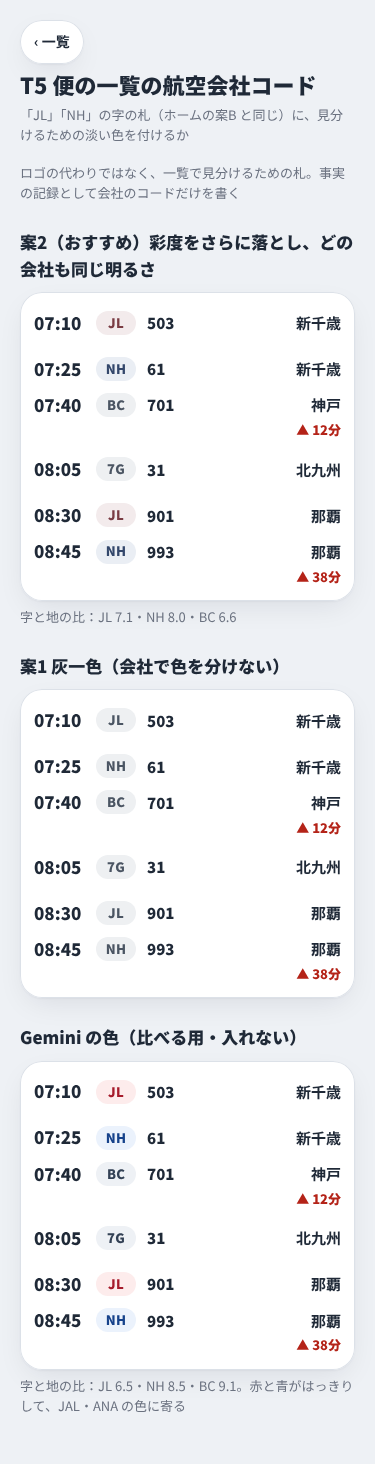 ‹ 一覧
T5 便の一覧の航空会社コード
「JL」「NH」の字の札（ホームの案B と同じ）に、見分
けるための淡い色を付けるか
ロゴの代わりではなく、一覧で見分けるための札。事実
の記録として会社のコードだけを書く
案2（おすすめ）彩度をさらに落とし、どの
会社も同じ明るさ
07:10 JL 503 新千歳
07:25 NH 61 新千歳
07:40 BC 701 神戸
▲ 12分
08:05 7G 31 北九州
08:30 JL 901 那覇
08:45 NH 993 那覇
▲ 38分
字と地の比：JL 7.1・NH 8.0・BC 6.6
案1 灰一色（会社で色を分けない）
07:10 JL 503 新千歳
07:25 NH 61 新千歳
07:40 BC 701 神戸
▲ 12分
08:05 7G 31 北九州
08:30 JL 901 那覇
08:45 NH 993 那覇
▲ 38分
Gemini の色（比べる用・入れない）
07:10 JL 503 新千歳
07:25 NH 61 新千歳
07:40 BC 701 神戸
▲ 12分
08:05 7G 31 北九州
08:30 JL 901 那覇
08:45 NH 993 那覇
▲ 38分
字と地の比：JL 6.5・NH 8.5・BC 9.1。赤と青がはっきり
して、JAL・ANA の色に寄る